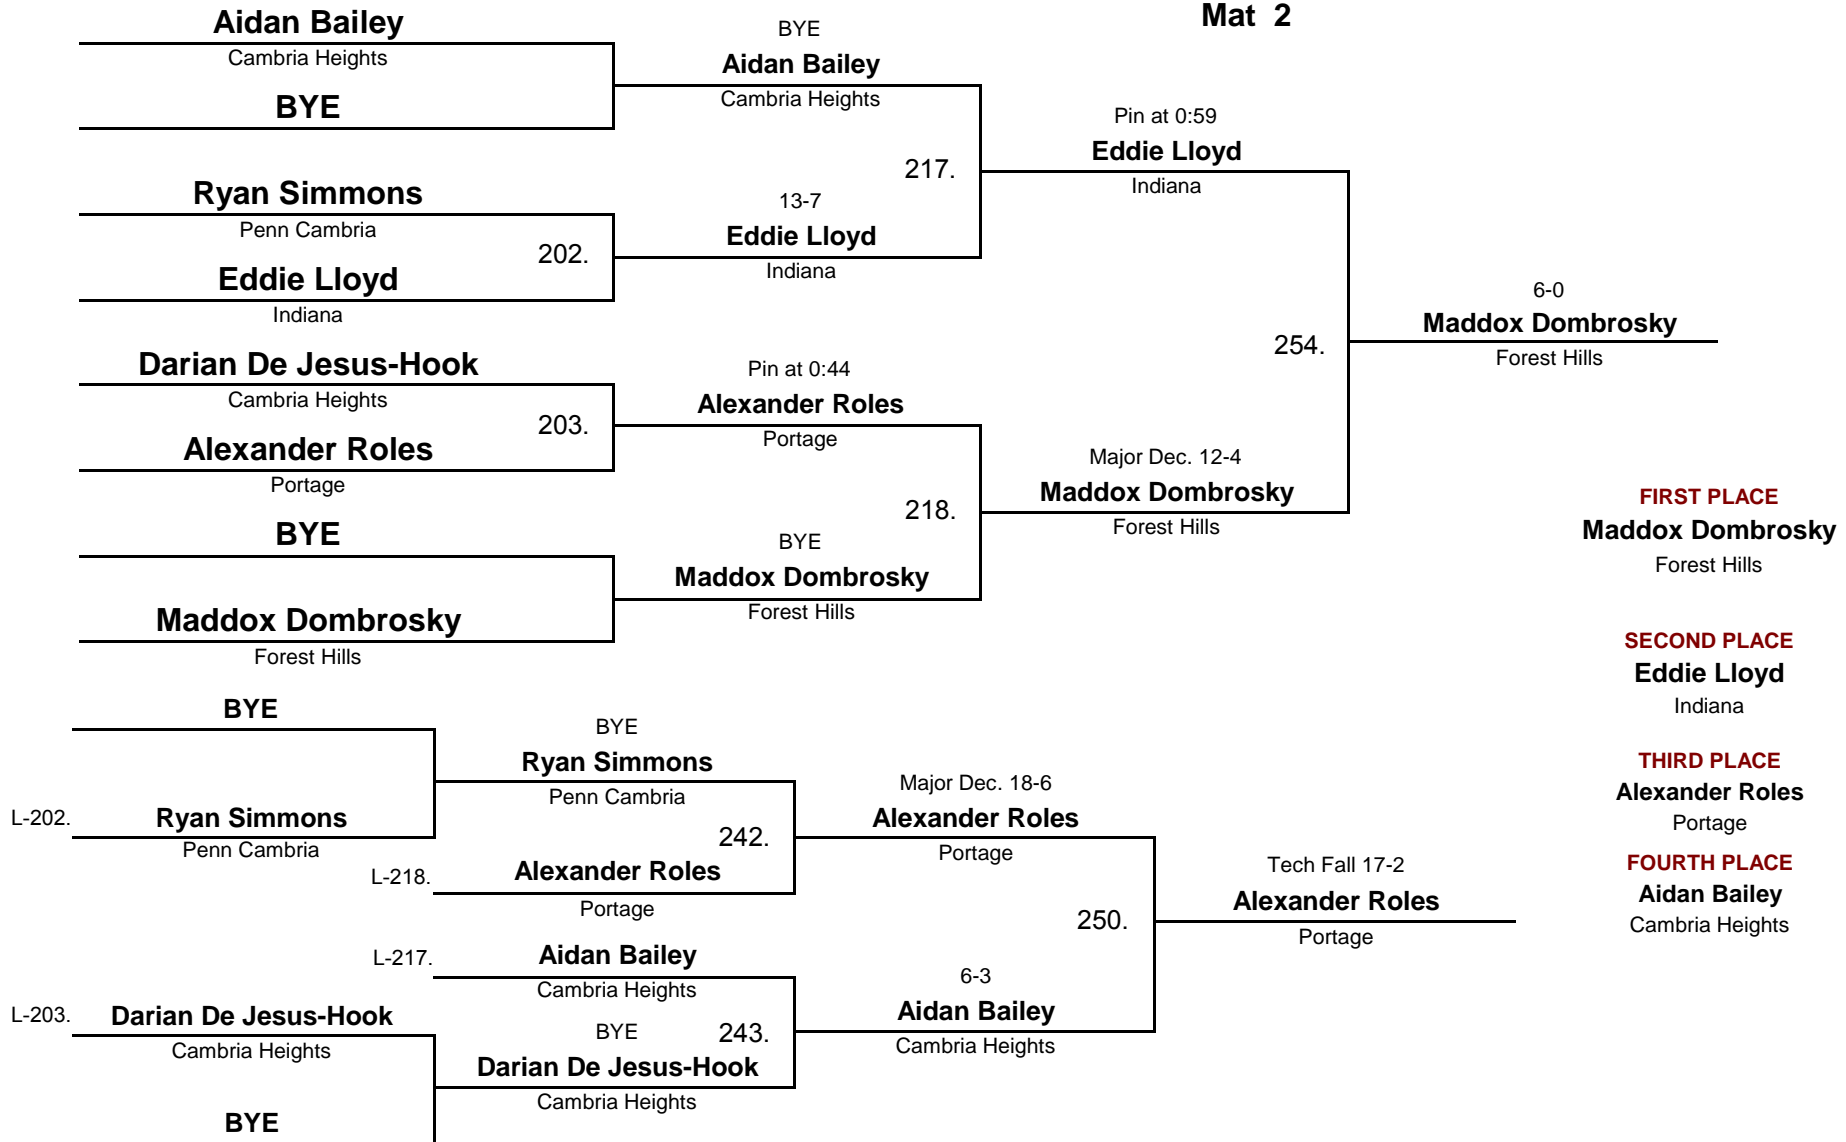 Mat 2
Aidan Bailey
Cambria Heights
BYE
Ryan Simmons
Penn Cambria
202.
Eddie Lloyd
Indiana
Darian De Jesus-Hook
Cambria Heights
203.
Alexander Roles
Portage
BYE
Maddox Dombrosky
Forest Hills
BYE
Aidan Bailey
Cambria Heights
217.
13-7
Eddie Lloyd
Indiana
Pin at 0:44
Alexander Roles
Portage
218.
BYE
Maddox Dombrosky
Forest Hills
Pin at 0:59
Eddie Lloyd
Indiana
254.
Major Dec. 12-4
Maddox Dombrosky
Forest Hills
6-0
Maddox Dombrosky
Forest Hills
FIRST PLACE
Maddox Dombrosky
Forest Hills
SECOND PLACE
Eddie Lloyd
Indiana
THIRD PLACE
Alexander Roles
Portage
FOURTH PLACE
Aidan Bailey
Cambria Heights
BYE
L-202.
Ryan Simmons
Penn Cambria
L-203.
Darian De Jesus-Hook
Cambria Heights
BYE
BYE
Ryan Simmons
Penn Cambria
242.
L-218.
Alexander Roles
Portage
L-217.
Aidan Bailey
Cambria Heights
243.
BYE
Darian De Jesus-Hook
Cambria Heights
Major Dec. 18-6
Alexander Roles
Portage
250.
6-3
Aidan Bailey
Cambria Heights
Tech Fall 17-2
Alexander Roles
Portage